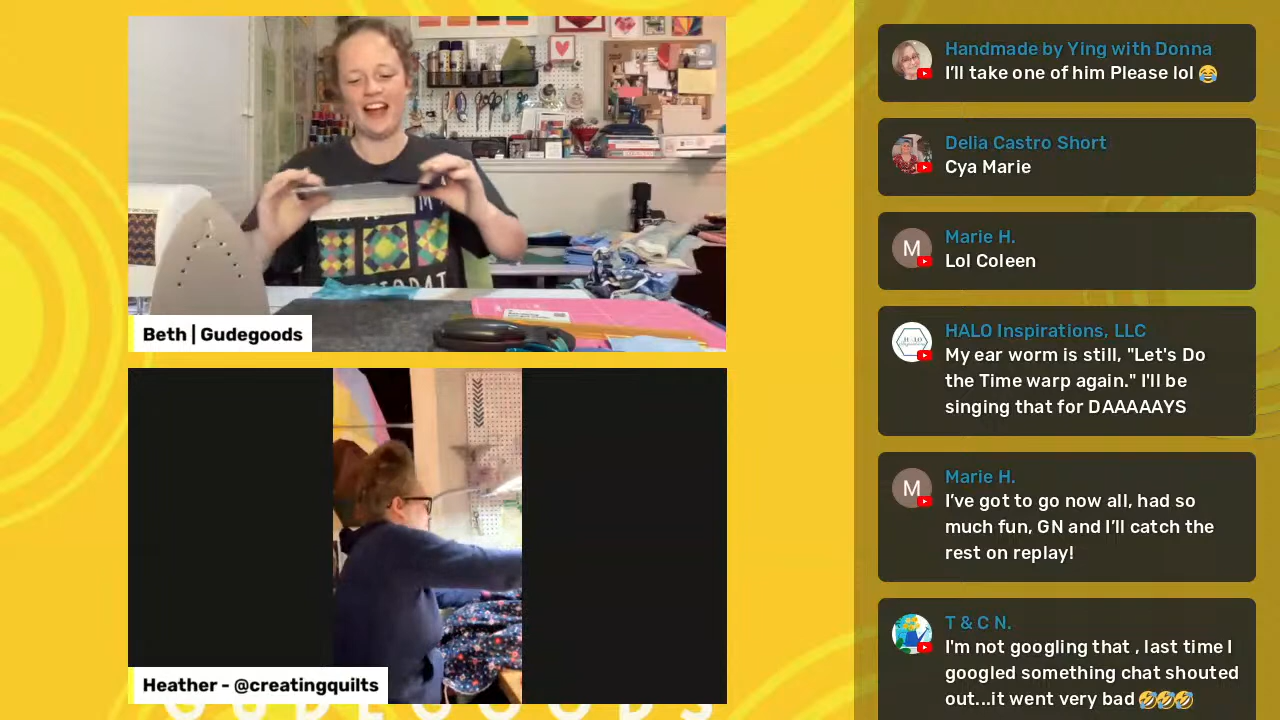 Beth | Gudegoods
Heather - @creatingquilts
GUDEGOODS
Handmade by Ying with Donna
I'll take one of him Please lol 😂
Delia Castro Short
Cya Marie
M
Marie H.
Lol Coleen
HALO
HALO Inspirations, LLC
My ear worm is still, "Let's Do
the Time warp again." I'll be
singing that for DAAAAAYS
M
Marie H.
I've got to go now all, had so
much fun, GN and I'll catch the
rest on replay!
T & C N.
I'm not googling that , last time I
googled something chat shouted
out...it went very bad 🤣🤣🤣